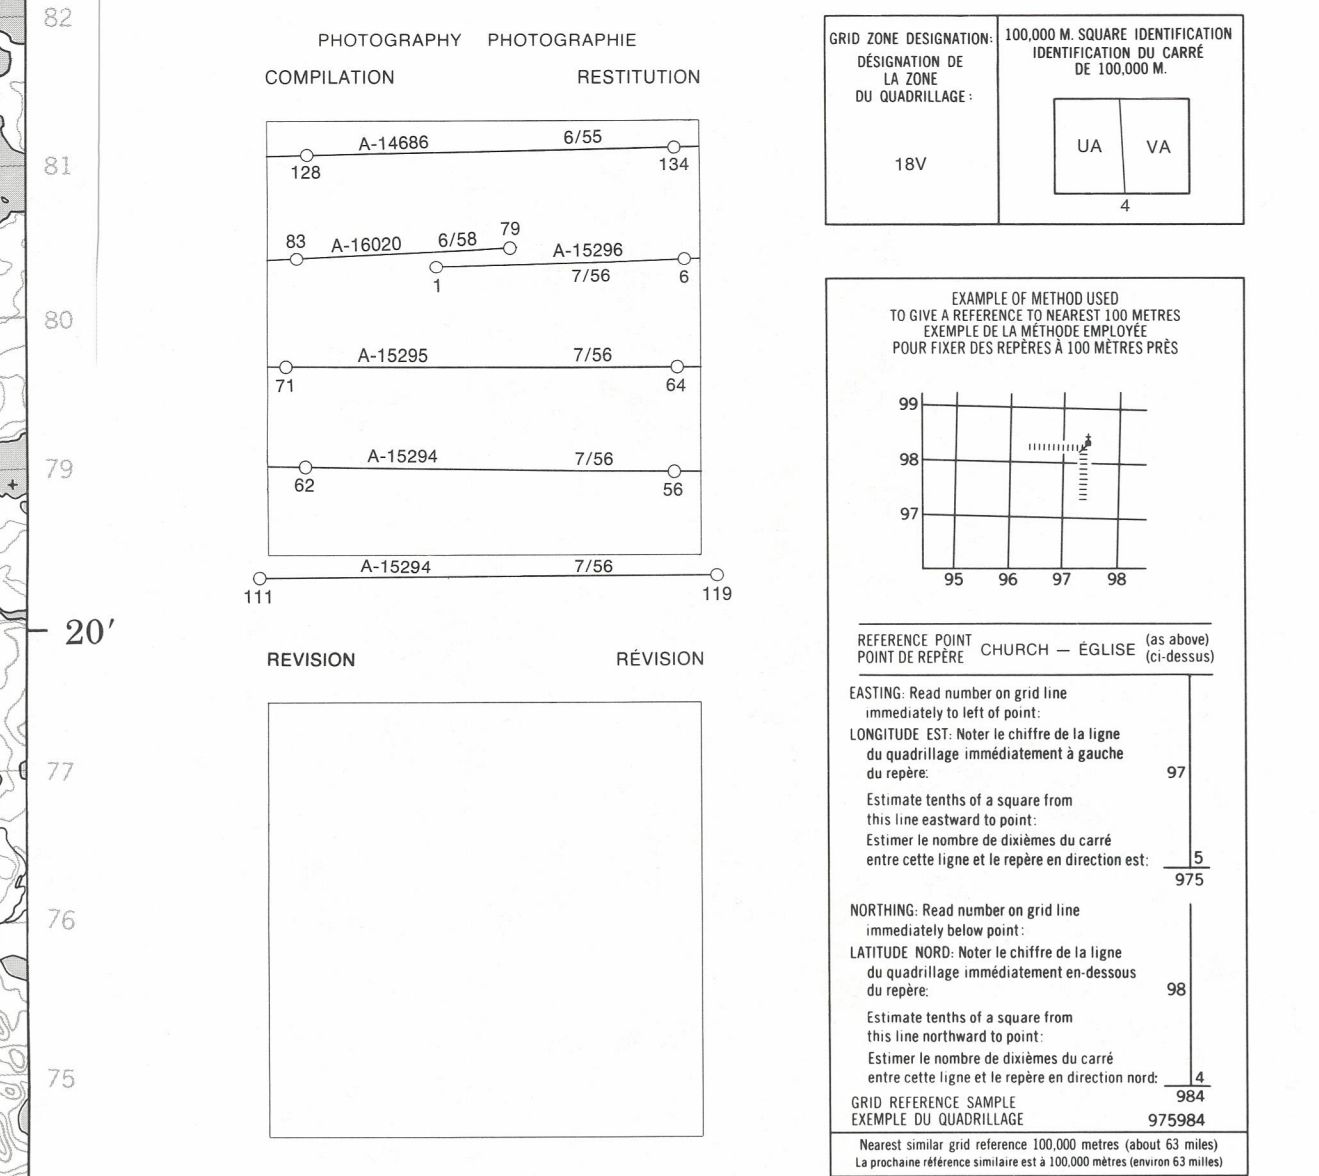 82
81
80
79
20′
77
76
75
PHOTOGRAPHY PHOTOGRAPHIE
COMPILATION RESTITUTION
A-14686 6/55
128 134
83 A-16020 6/58 79
A-15296
1 7/56 6
A-15295 7/56
71 64
A-15294 7/56
62 56
A-15294 7/56
111 119
REVISION RÉVISION
GRID ZONE DESIGNATION:
DÉSIGNATION DE
LA ZONE
DU QUADRILLAGE:
18V
100,000 M. SQUARE IDENTIFICATION
IDENTIFICATION DU CARRÉ
DE 100,000 M.
UA VA
4
EXAMPLE OF METHOD USED
TO GIVE A REFERENCE TO NEAREST 100 METRES
EXEMPLE DE LA MÉTHODE EMPLOYÉE
POUR FIXER DES REPÈRES À 100 MÈTRES PRÈS
99
98
97
95 96 97 98
REFERENCE POINT
POINT DE REPÈRE
CHURCH — ÉGLISE
(as above)
(ci-dessus)
EASTING: Read number on grid line
immediately to left of point:
LONGITUDE EST: Noter le chiffre de la ligne
du quadrillage immédiatement à gauche
du repère: 97
Estimate tenths of a square from
this line eastward to point:
Estimer le nombre de dixièmes du carré
entre cette ligne et le repère en direction est: 5
975
NORTHING: Read number on grid line
immediately below point:
LATITUDE NORD: Noter le chiffre de la ligne
du quadrillage immédiatement en-dessous
du repère: 98
Estimate tenths of a square from
this line northward to point:
Estimer le nombre de dixièmes du carré
entre cette ligne et le repère en direction nord: 4
984
GRID REFERENCE SAMPLE
EXEMPLE DU QUADRILLAGE 975984
Nearest similar grid reference 100,000 metres (about 63 miles)
La prochaine référence similaire est à 100,000 mètres (environ 63 milles)